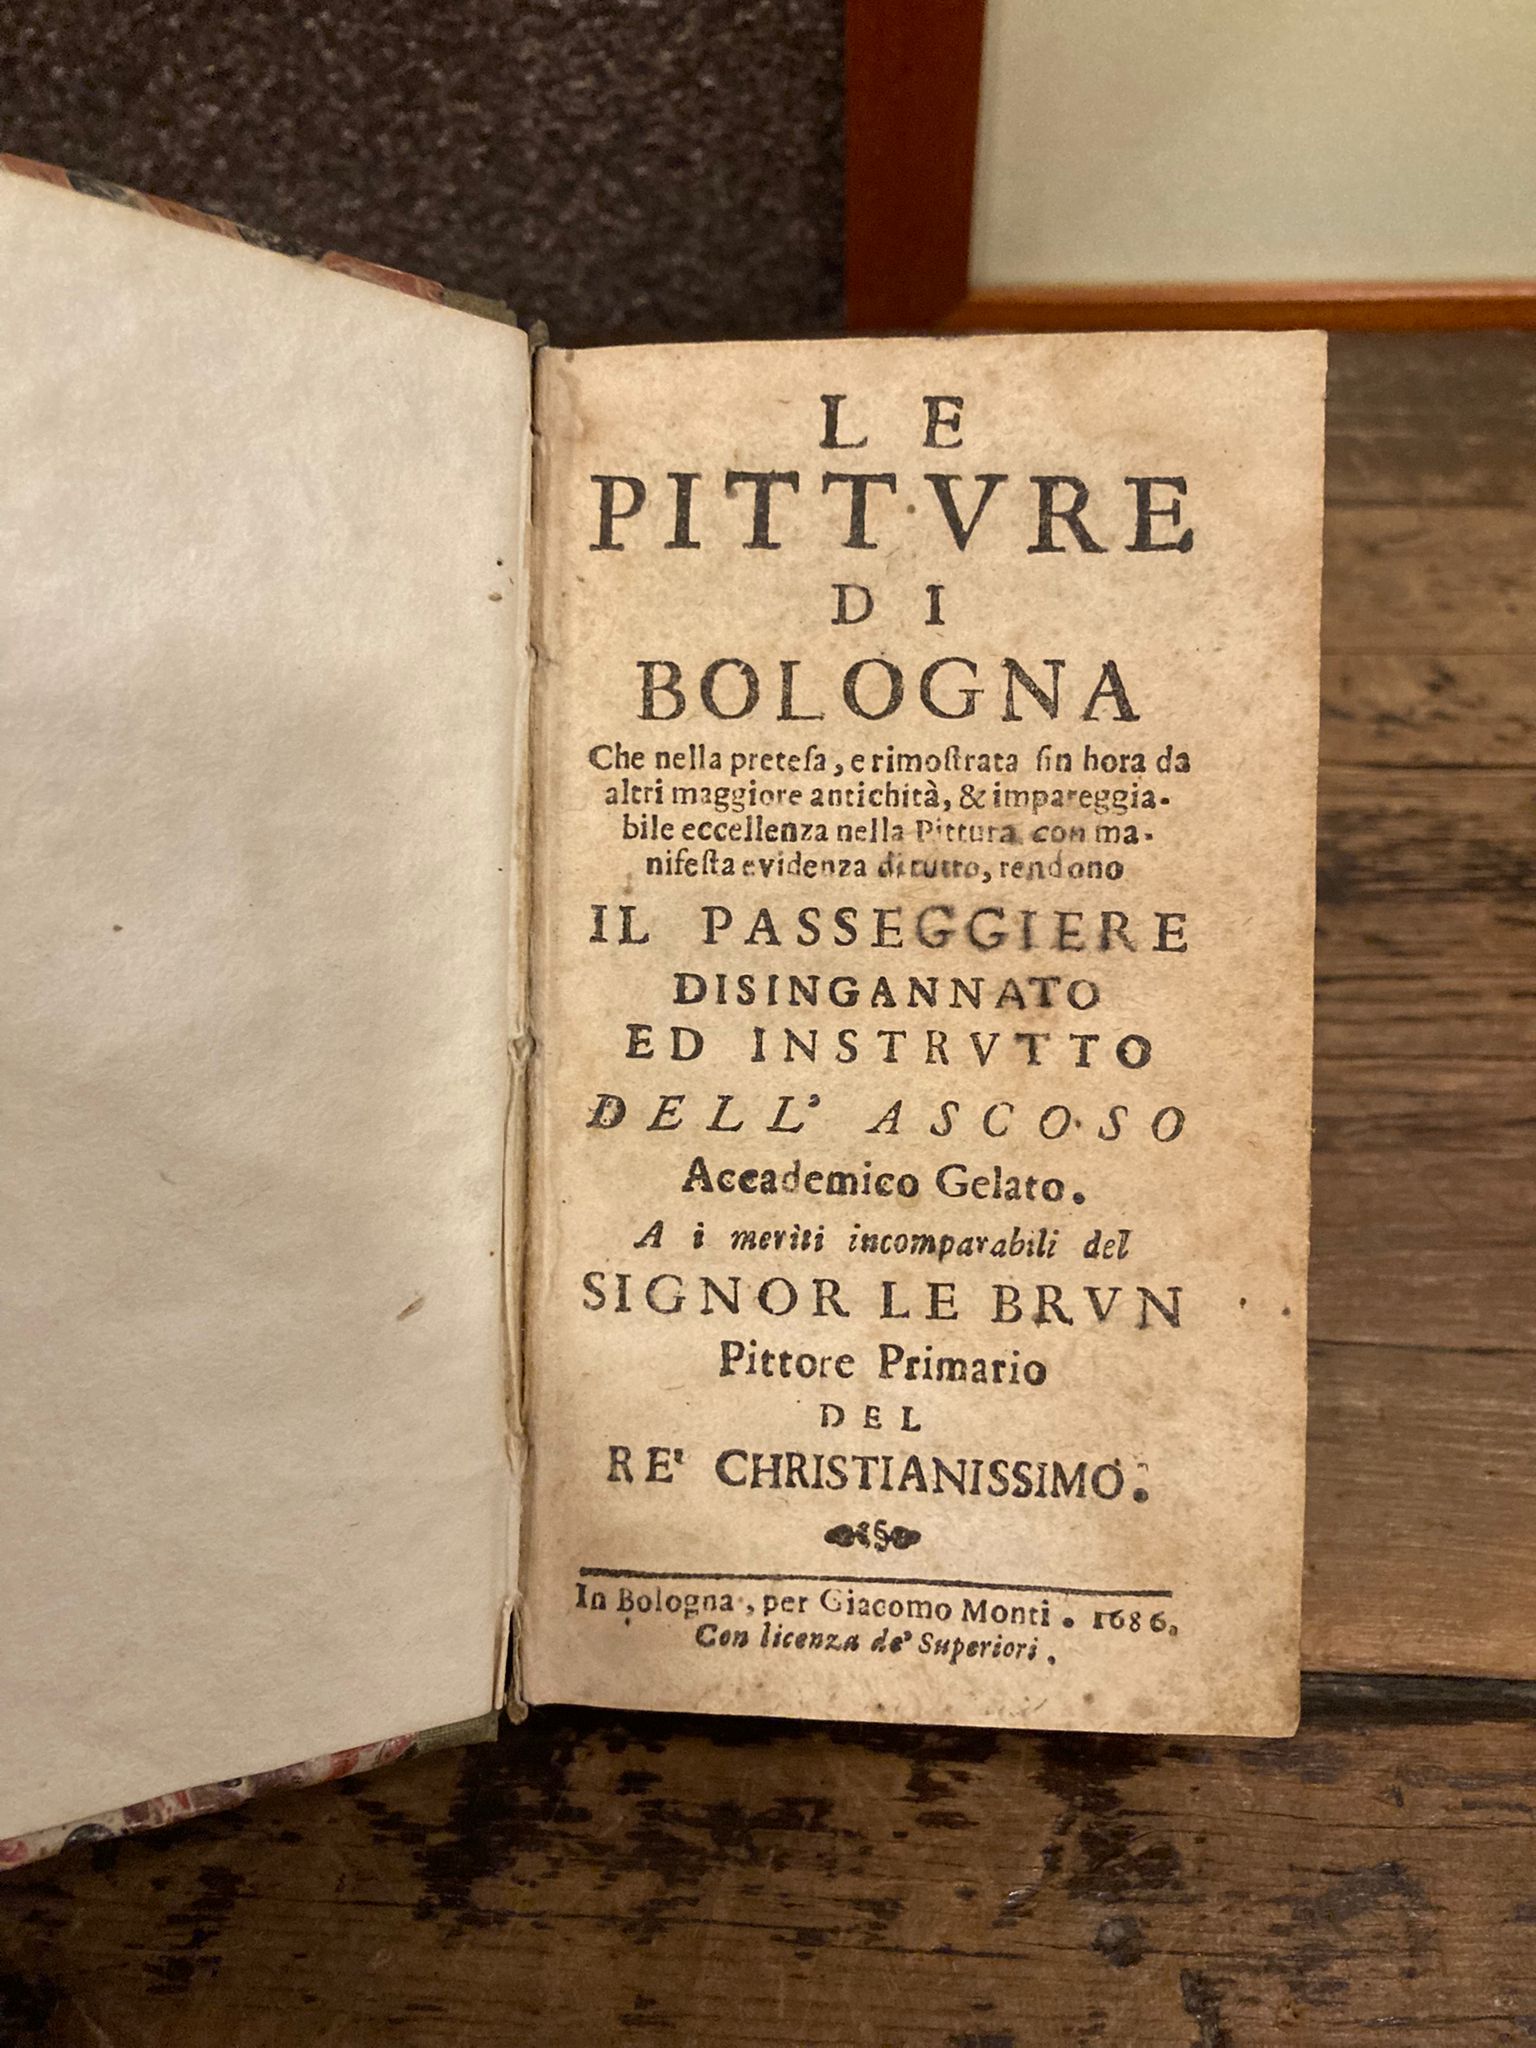 LE
PITTVRE
DI
BOLOGNA
Che nella preteſa, e rimoſtrata ſin hora da
altri maggiore antichità, & impareggia-
bile eccellenza nella Pittura, con ma-
nifeſta evidenza di tutto, rendono
IL PASSEGGIERE
DISINGANNATO
ED INSTRVTTO
DELL' ASCOSO
Accademico Gelato.
A i meriti incomparabili del
SIGNOR LE BRVN
Pittore Primario
DEL
RE' CHRISTIANISSIMO.
In Bologna, per Giacomo Monti. 1686.
Con licenza de' Superiori.